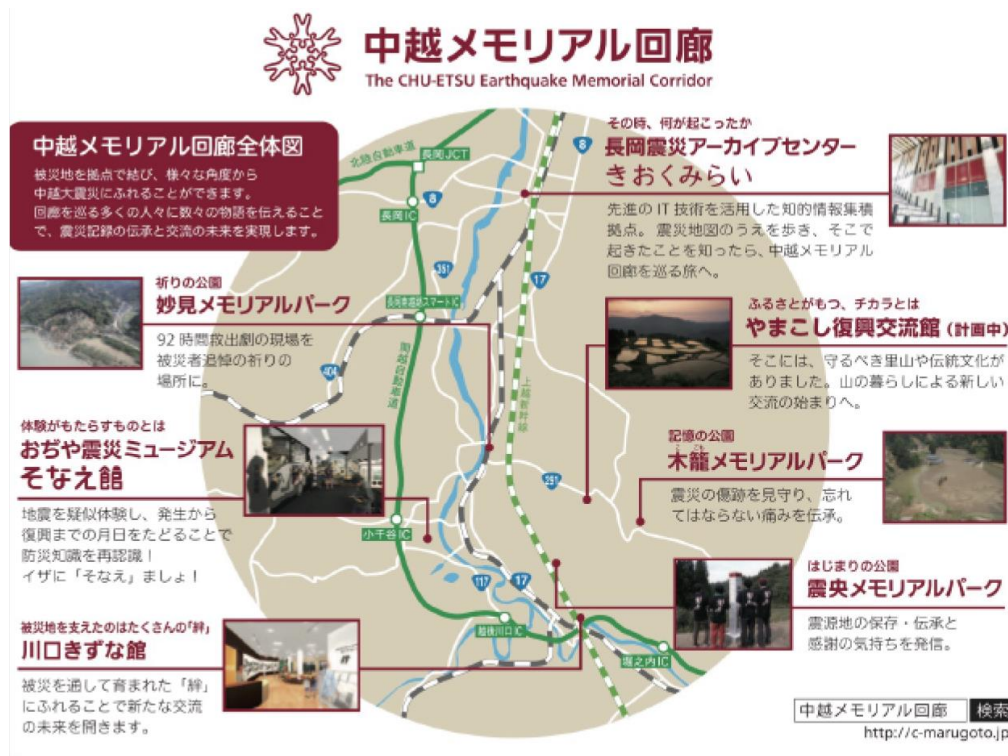 中越メモリアル回廊
The CHU-ETSU Earthquake Memorial Corridor
中越メモリアル回廊全体図
被災地を拠点で結び、様々な角度から
中越大震災にふれることができます。
回廊を巡る多くの人々に数々の物語を伝えること
で、震災記録の伝承と交流の未来を実現します。
その時、何が起こったか
長岡震災アーカイブセンター
きおくみらい
先進のIT技術を活用した知的情報集積
拠点。震災地図のうえを歩き、そこで
起きたことを知ったら、中越メモリアル
回廊を巡る旅へ。
祈りの公園
妙見メモリアルパーク
92時間救出劇の現場を
被災者追悼の祈りの
場所に。
ふるさとがもつ、チカラとは
やまこし復興交流館(計画中)
そこには、守るべき里山や伝統文化が
ありました。山の暮らしによる新しい
交流の始まりへ。
体験がもたらすものとは
おぢや震災ミュージアム
そなえ館
地震を疑似体験し、発生から
復興までの月日をたどることで
防災知識を再認識!
イザに「そなえ」ましょ!
記憶の公園
木籠メモリアルパーク
震災の傷跡を見守り、忘れ
てはならない痛みを伝承。
はじまりの公園
震央メモリアルパーク
震源地の保存・伝承と
感謝の気持ちを発信。
被災地を支えたのはたくさんの「絆」
川口きずな館
被災を通して育まれた「絆」
にふれることで新たな交流
の未来を開きます。
北陸自動車道
長岡JCT
8
長岡IC
8
351
17
長岡南越路スマートIC
404
関越自動車道
上越新幹線
291
小千谷IC
117
17
越後川口IC
堀之内IC
中越メモリアル回廊 検索
http://c-marugoto.jp